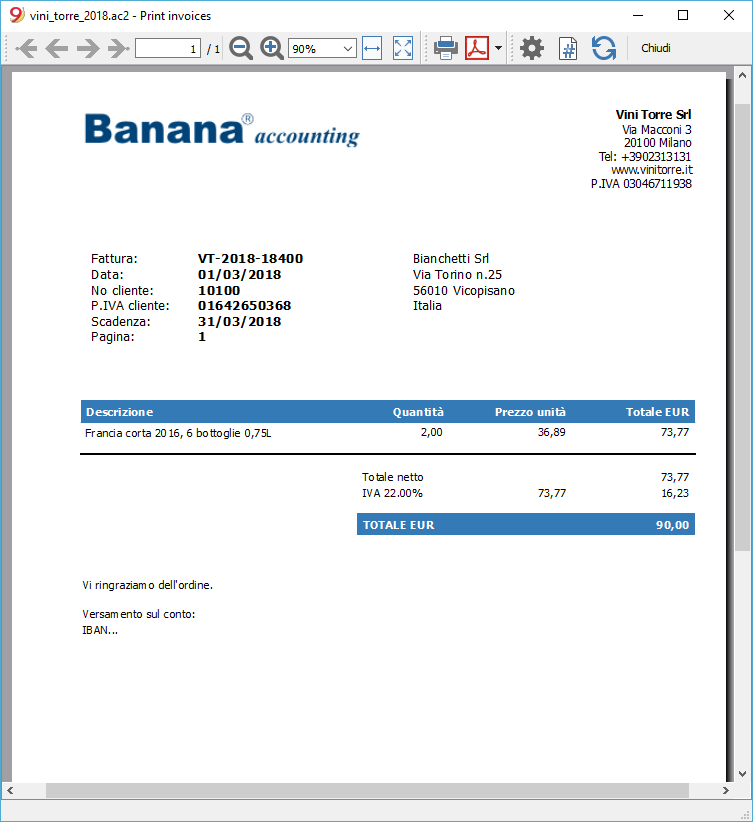 vini_torre_2018.ac2 - Print invoices
1 / 1 90% Chiudi
Banana® accounting
Vini Torre Srl
Via Macconi 3
20100 Milano
Tel: +3902313131
www.vinitorre.it
P.IVA 03046711938
Fattura: VT-2018-18400
Data: 01/03/2018
No cliente: 10100
P.IVA cliente: 01642650368
Scadenza: 31/03/2018
Pagina: 1
Bianchetti Srl
Via Torino n.25
56010 Vicopisano
Italia
Descrizione Quantità Prezzo unità Totale EUR
Francia corta 2016, 6 bottoglie 0,75L 2,00 36,89 73,77
Totale netto 73,77
IVA 22.00% 73,77 16,23
TOTALE EUR 90,00
Vi ringraziamo dell'ordine.
Versamento sul conto:
IBAN...